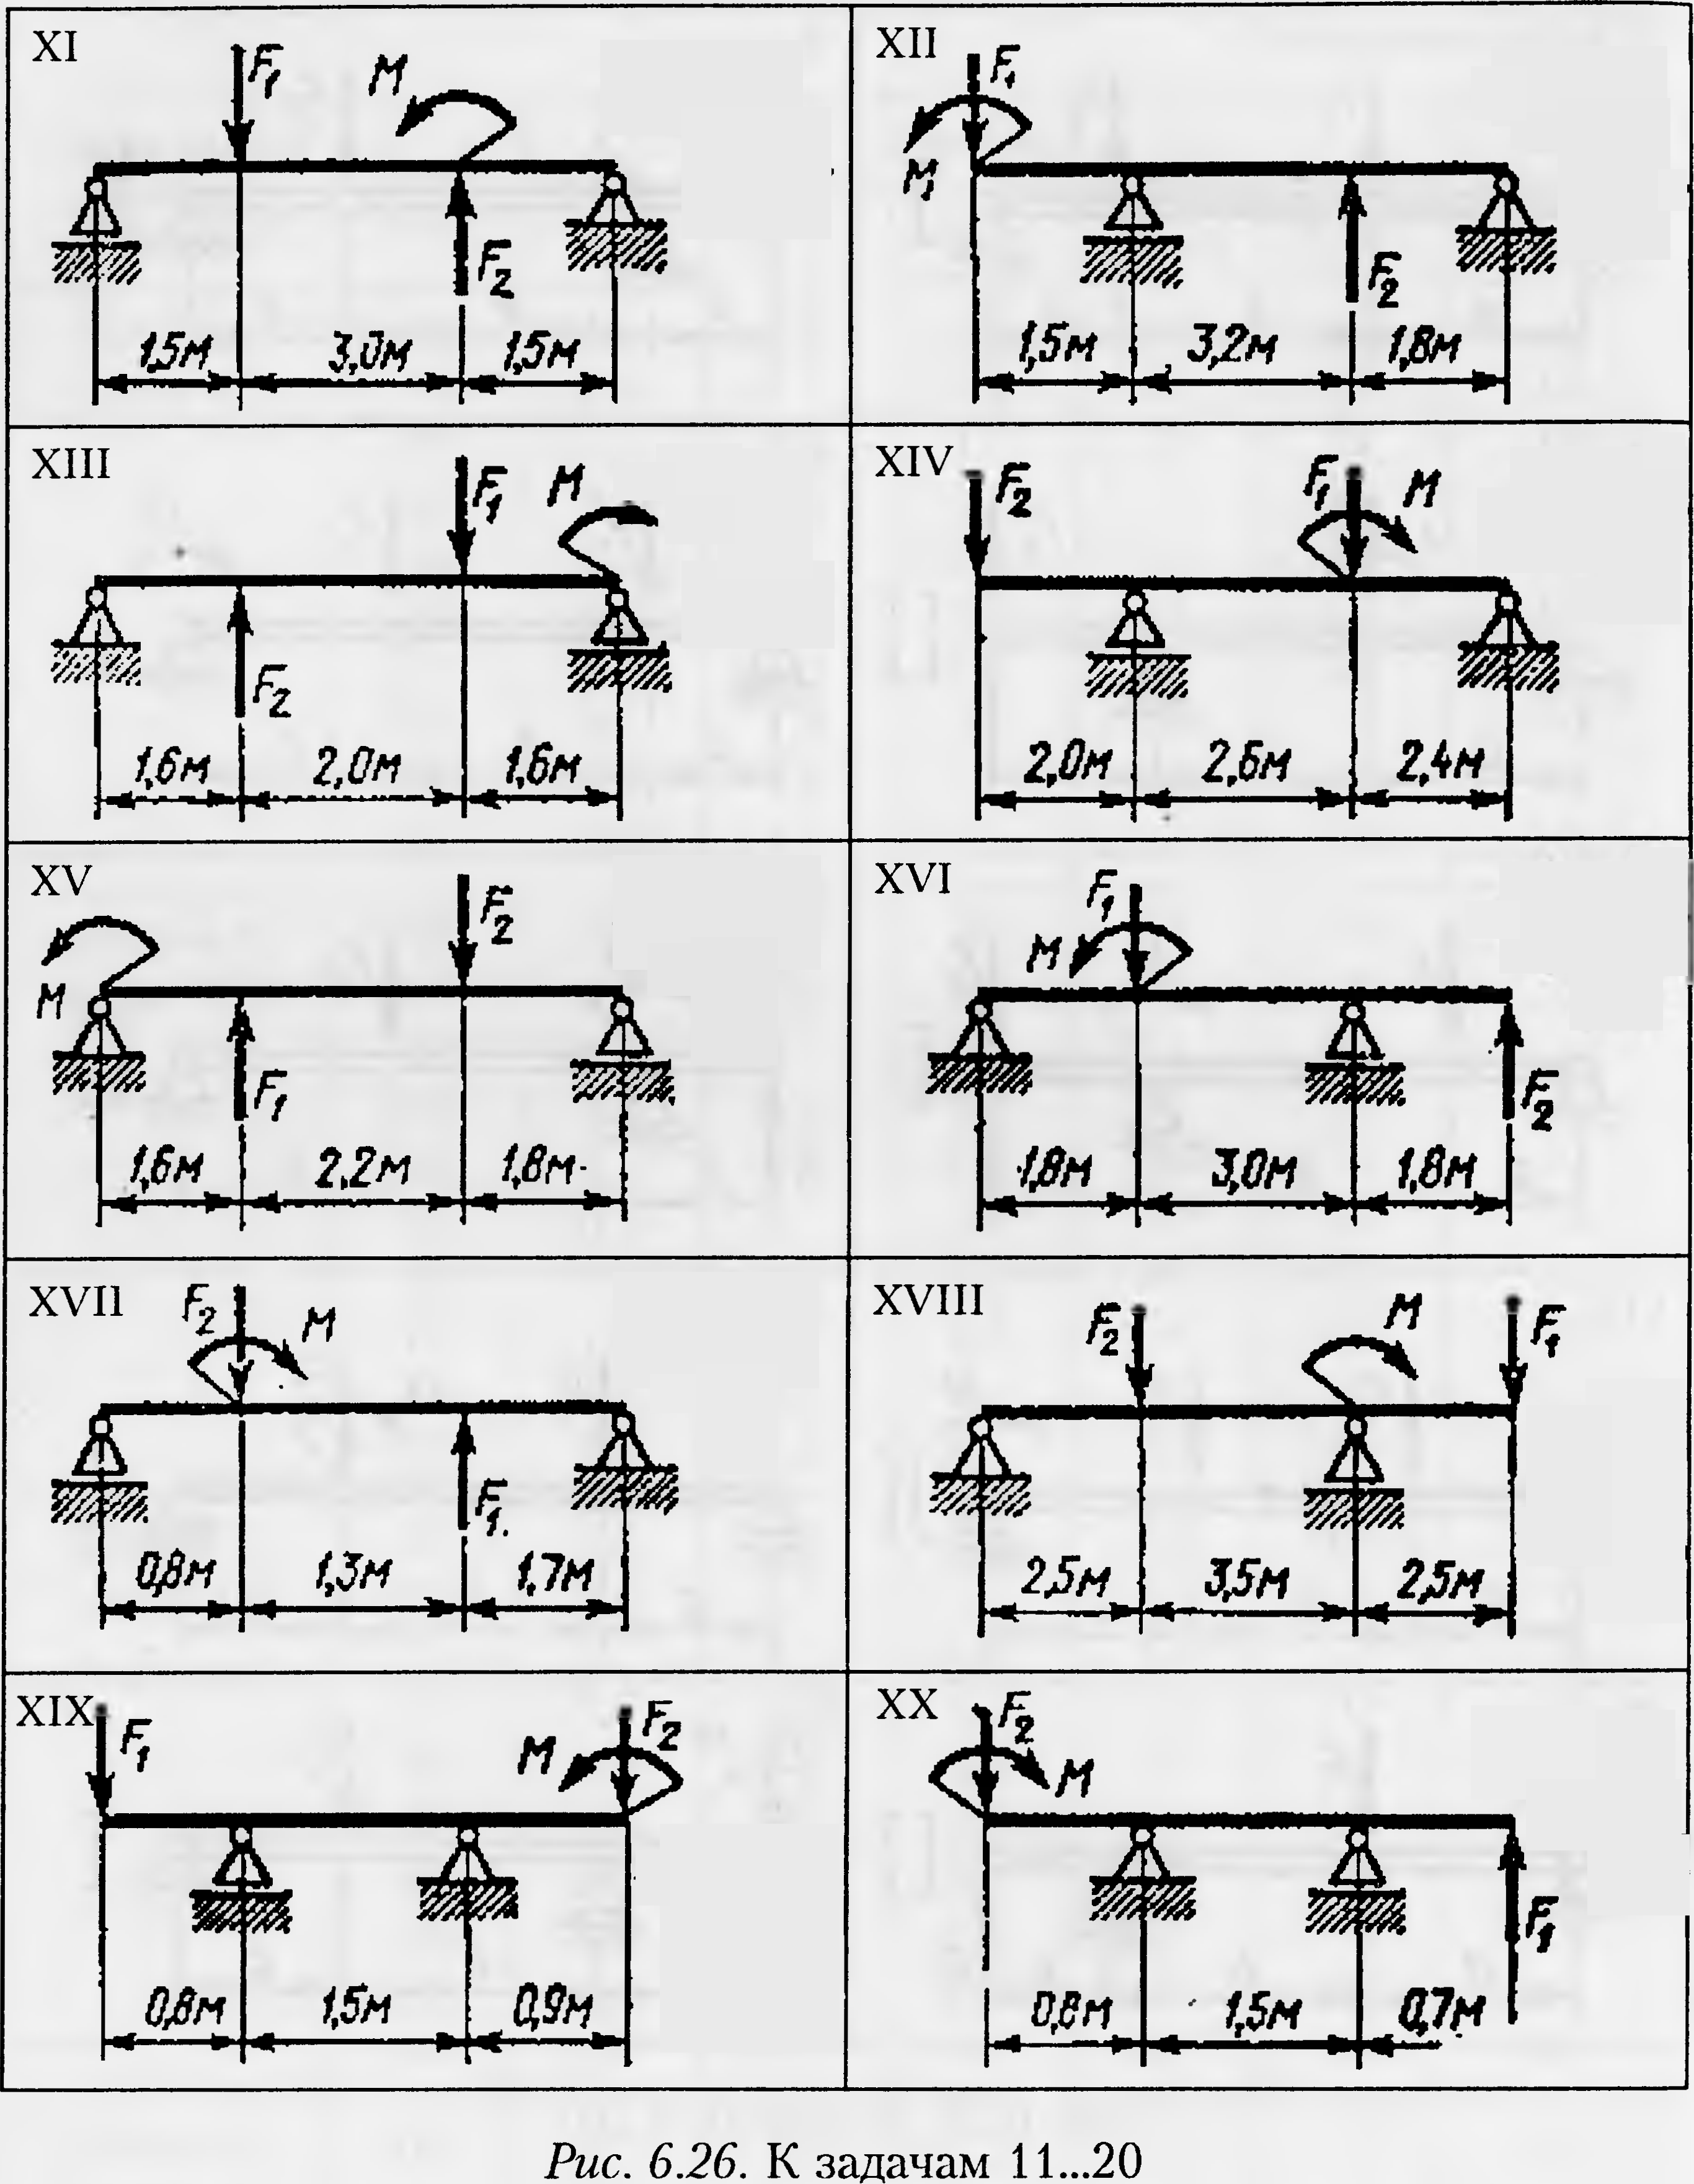 XI
F₁
M
F₂
1,5м 3,0м 1,5м
XII
F₁
M₁
F₂
1,5м 3,2м 1,8м
XIII
F₁ M
F₂
1,6м 2,0м 1,6м
XIV
F₂ F₁ M
2,0м 2,6м 2,4м
XV
F₂
M
F₁
1,6м 2,2м 1,8м
XVI
F₁
M
F₂
1,8м 3,0м 1,8м
XVII
F₂ M
F₁
0,8м 1,3м 1,7м
XVIII
F₂ M F₁
2,5м 3,5м 2,5м
XIX
F₁ M F₂
0,8м 1,5м 0,9м
XX
F₂
M
F₁
0,8м 1,5м 0,7м
Рис. 6.26. К задачам 11...20